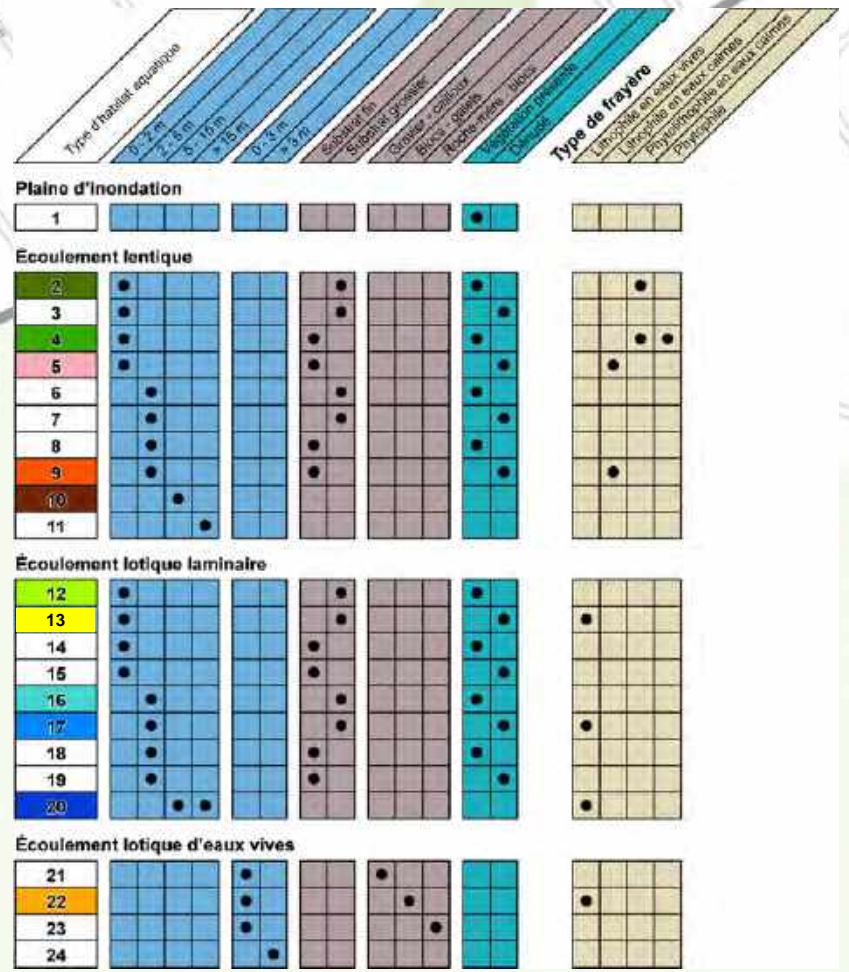 Type d'habitat aquatique
0 - 2 m
2 - 5 m
5 - 15 m
> 15 m
0 - 3 m
> 3 m
Substrat fin
Substrat grossier
Gravier - cailloux
Blocs - galets
Roche-mère - blocs
Végétation présente
Dénudé
Type de frayère
Lithophile en eaux vives
Lithophile en eaux calmes
Phytolithophile en eaux calmes
Phytophile
Plaine d'inondation
1
Écoulement lentique
2
3
4
5
6
7
8
9
10
11
Écoulement lotique laminaire
12
13
14
15
16
17
18
19
20
Écoulement lotique d'eaux vives
21
22
23
24